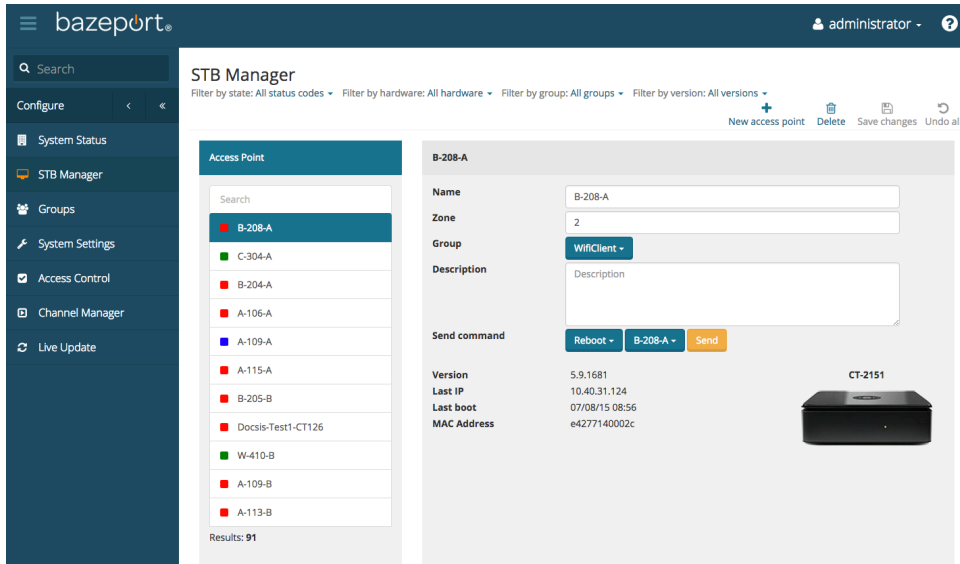 bazeport®
administrator
?
Search
Configure
System Status
STB Manager
Groups
System Settings
Access Control
Channel Manager
Live Update
STB Manager
Filter by state: All status codes Filter by hardware: All hardware Filter by group: All groups Filter by version: All versions
New access point Delete Save changes Undo al
Access Point
Search
B-208-A
C-304-A
B-204-A
A-106-A
A-109-A
A-115-A
B-205-B
Docsis-Test1-CT126
W-410-B
A-109-B
A-113-B
Results: 91
B-208-A
Name B-208-A
Zone 2
Group WifiClient
Description Description
Send command Reboot B-208-A Send
Version 5.9.1681
Last IP 10.40.31.124
Last boot 07/08/15 08:56
MAC Address e4277140002c
CT-2151